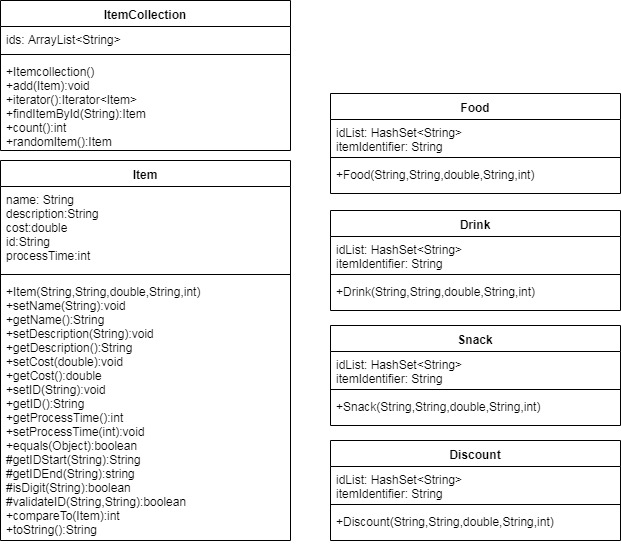 ItemCollection
ids: ArrayList<String>
+Itemcollection()
+add(Item):void
+iterator():Iterator<Item>
+findItemById(String):Item
+count():int
+randomItem():Item
Item
name: String
description:String
cost:double
id:String
processTime:int
+Item(String,String,double,String,int)
+setName(String):void
+getName():String
+setDescription(String):void
+getDescription():String
+setCost(double):void
+getCost():double
+setID(String):void
+getID():String
+getProcessTime():int
+setProcessTime(int):void
+equals(Object):boolean
#getIDStart(String):String
#getIDEnd(String):string
#isDigit(String):boolean
#validateID(String,String):boolean
+compareTo(Item):int
+toString():String
Food
idList: HashSet<String>
itemIdentifier: String
+Food(String,String,double,String,int)
Drink
idList: HashSet<String>
itemIdentifier: String
+Drink(String,String,double,String,int)
Snack
idList: HashSet<String>
itemIdentifier: String
+Snack(String,String,double,String,int)
Discount
idList: HashSet<String>
itemIdentifier: String
+Discount(String,String,double,String,int)